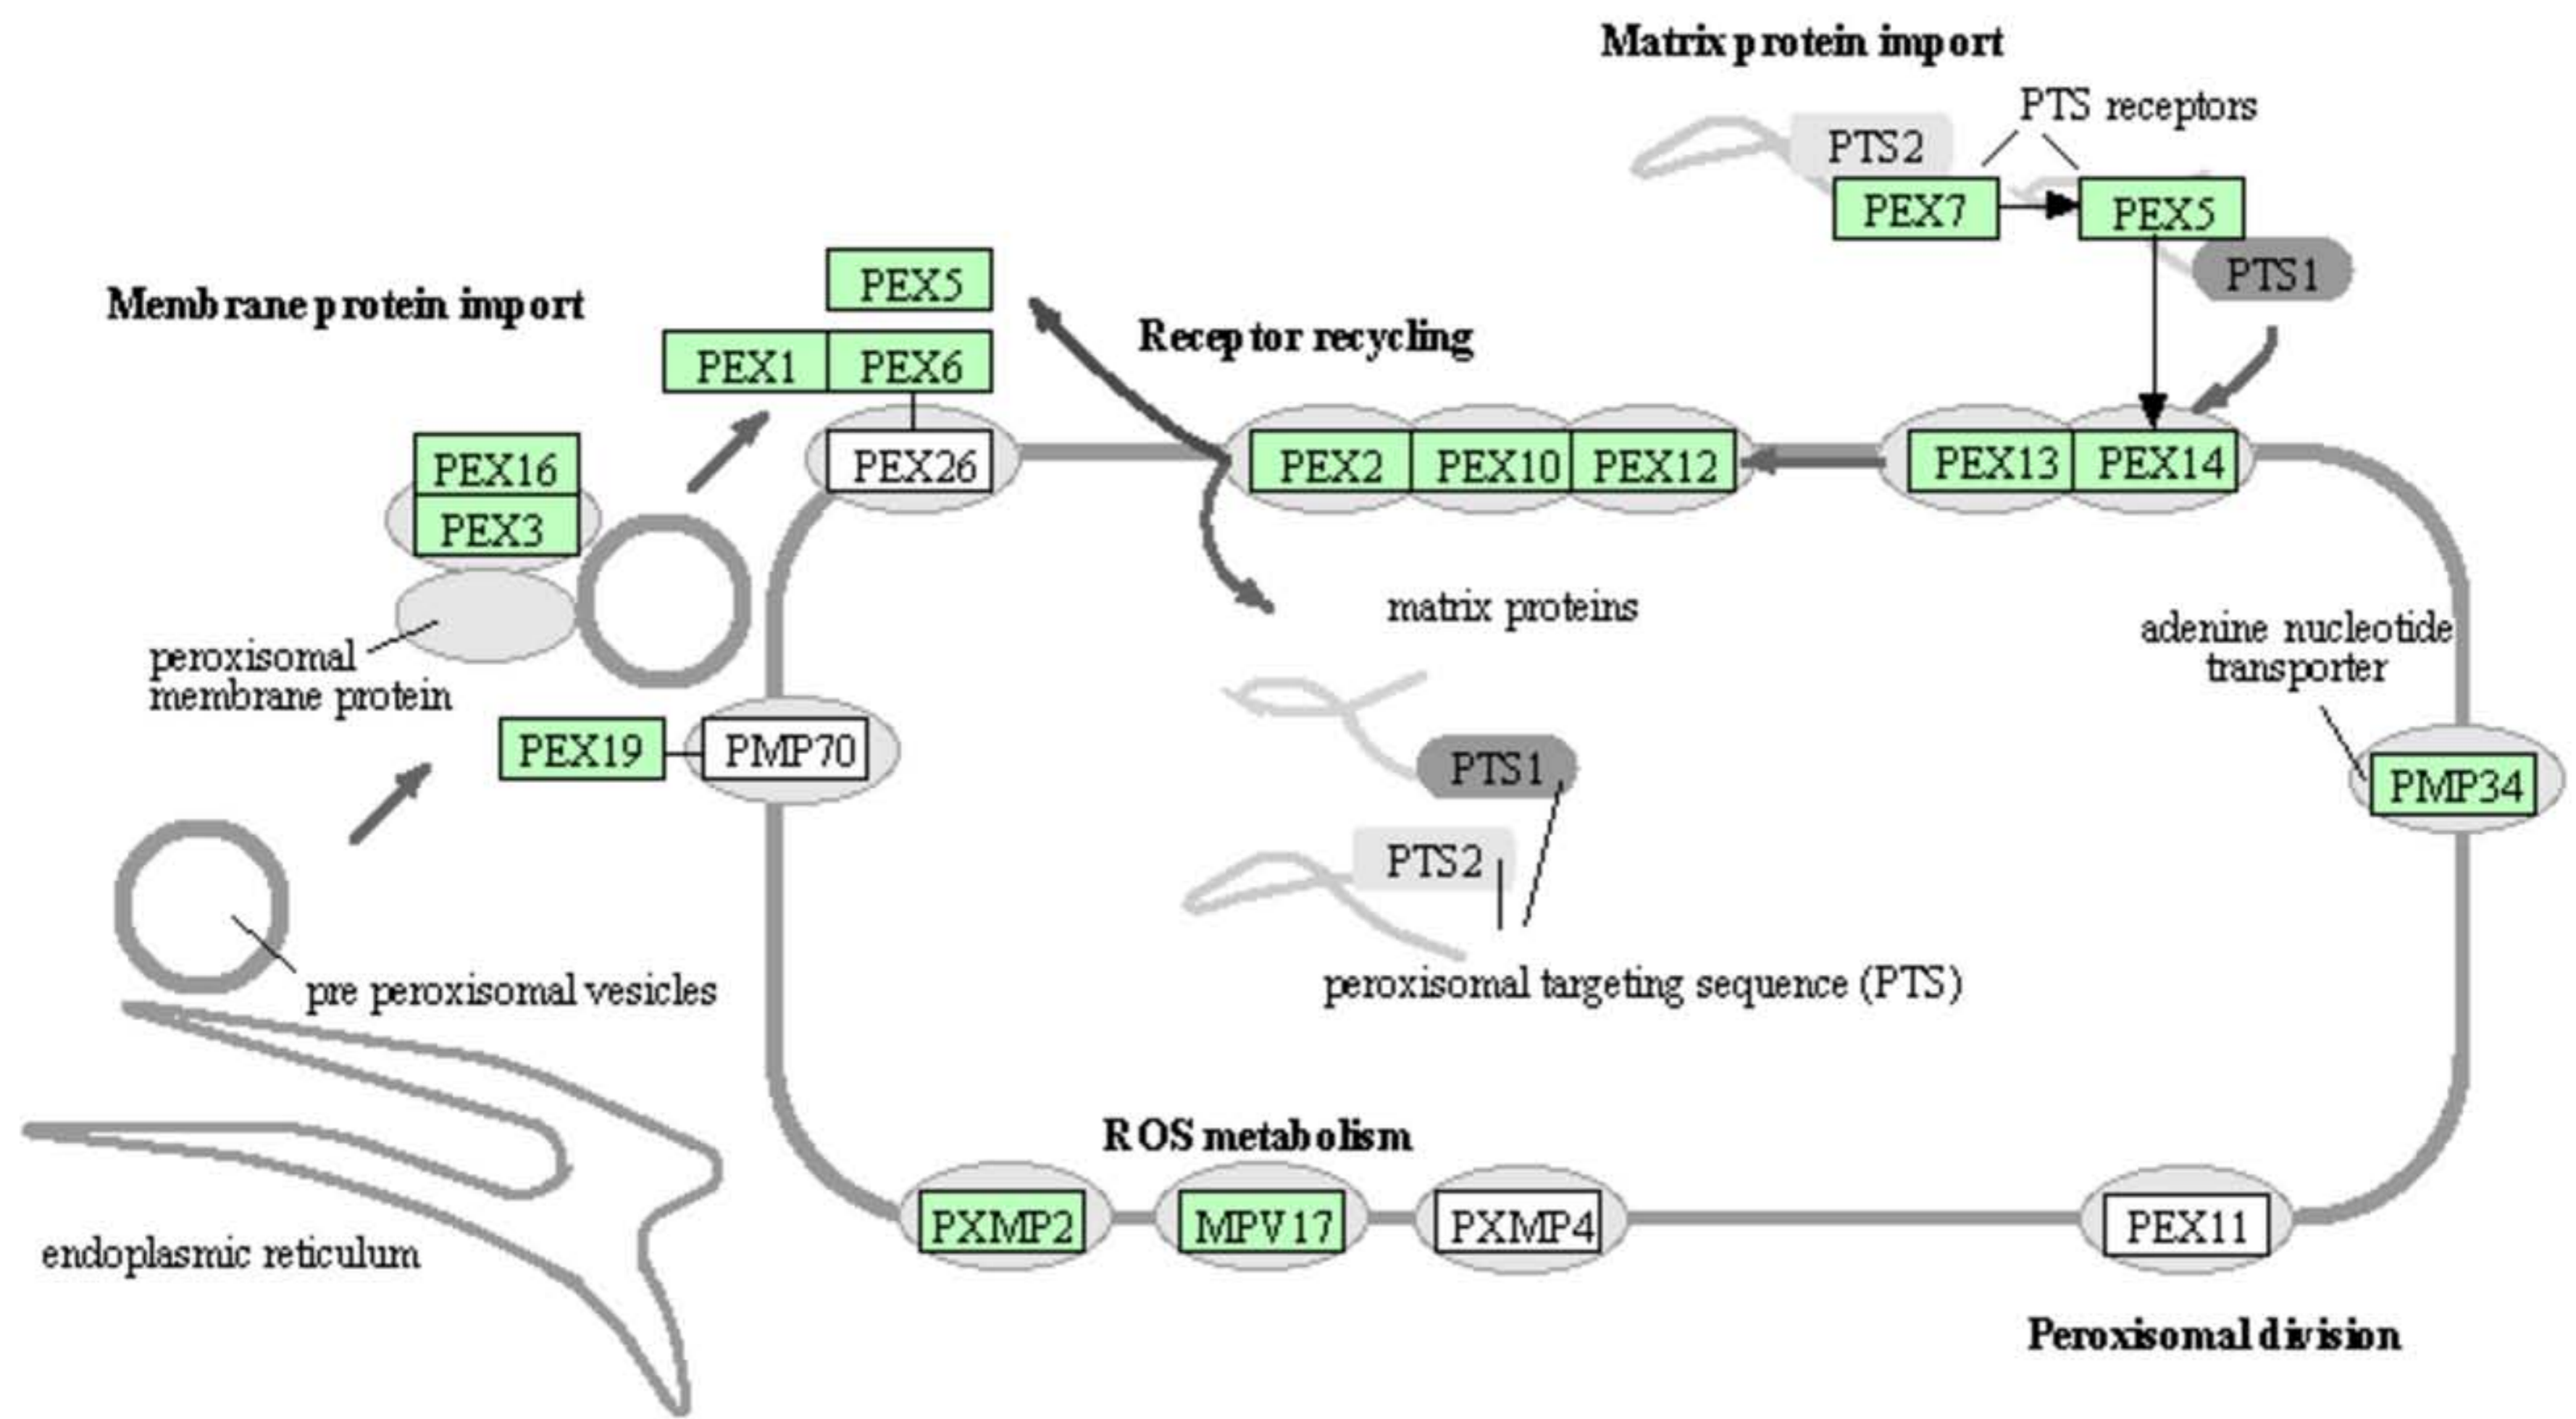 Matrix protein import
PTS receptors
PTS2
PEX7
PEX5
PTS1
PEX5
Membrane protein import
Receptor recycling
PEX1
PEX6
PEX16
PEX3
PEX26
PEX2
PEX10
PEX12
PEX13
PEX14
matrix proteins
adenine nucleotide
transporter
peroxisomal
membrane protein
PEX19
PMP70
PTS1
PMP34
PTS2
pre peroxisomal vesicles
peroxisomal targeting sequence (PTS)
ROS metabolism
PXMP2
MPV17
PXMP4
PEX11
endoplasmic reticulum
Peroxisomal division